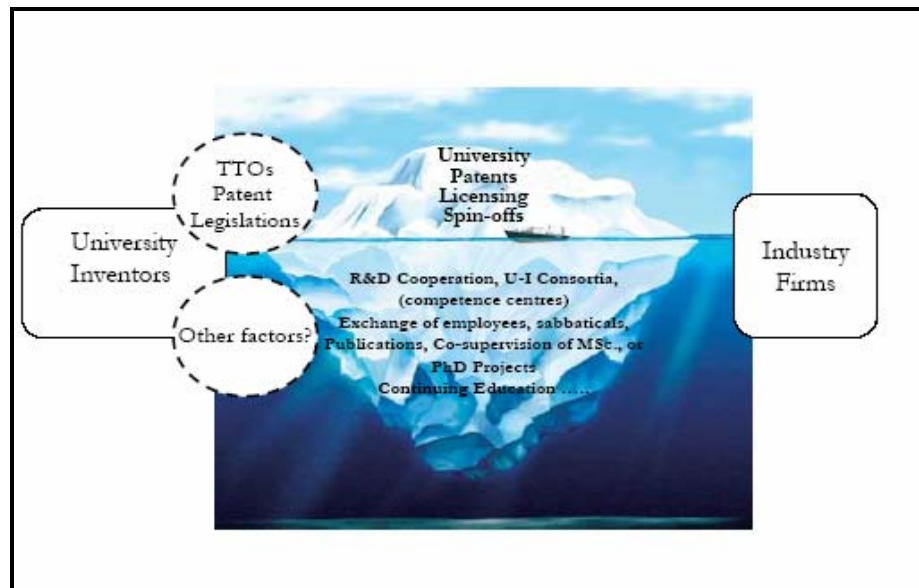 TTOs
Patent
Legislations
University
Inventors
Other factors?
University
Patents
Licensing
Spin-offs
R&D Cooperation, U-I Consortia,
(competence centres)
Exchange of employees, sabbaticals,
Publications, Co-supervision of MSc., or
PhD Projects
Continuing Education .....
Industry
Firms